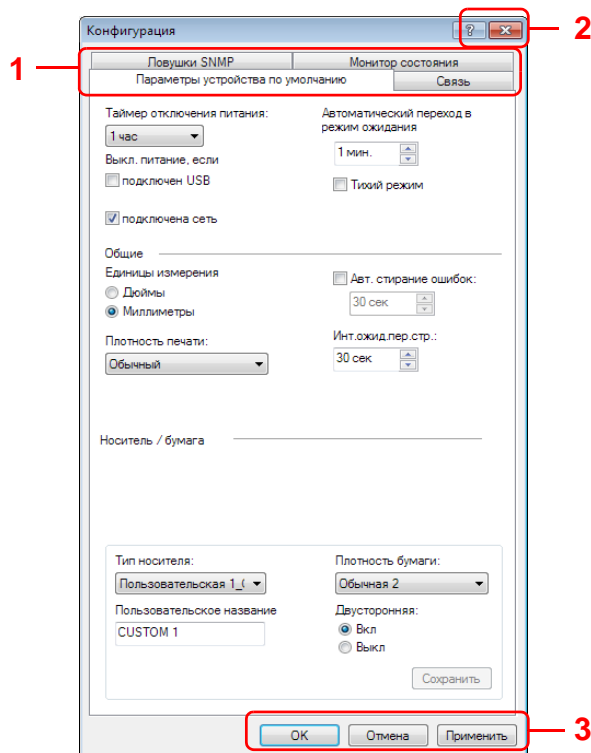 Конфигурация
?
2
1
Ловушки SNMP
Монитор состояния
Параметры устройства по умолчанию
Связь
Таймер отключения питания:
1 час
Выкл. питание, если
подключен USB
подключена сеть
Автоматический переход в
режим ожидания
1 мин.
Тихий режим
Общие
Единицы измерения
Дюймы
Миллиметры
Плотность печати:
Обычный
Авт. стирание ошибок:
30 сек
Инт.ожид.пер.стр.:
30 сек
Носитель / бумага
Тип носителя:
Пользовательская 1_(
Пользовательское название
CUSTOM 1
Плотность бумаги:
Обычная 2
Двусторонняя:
Вкл
Выкл
Сохранить
OK
Отмена
Применить
3